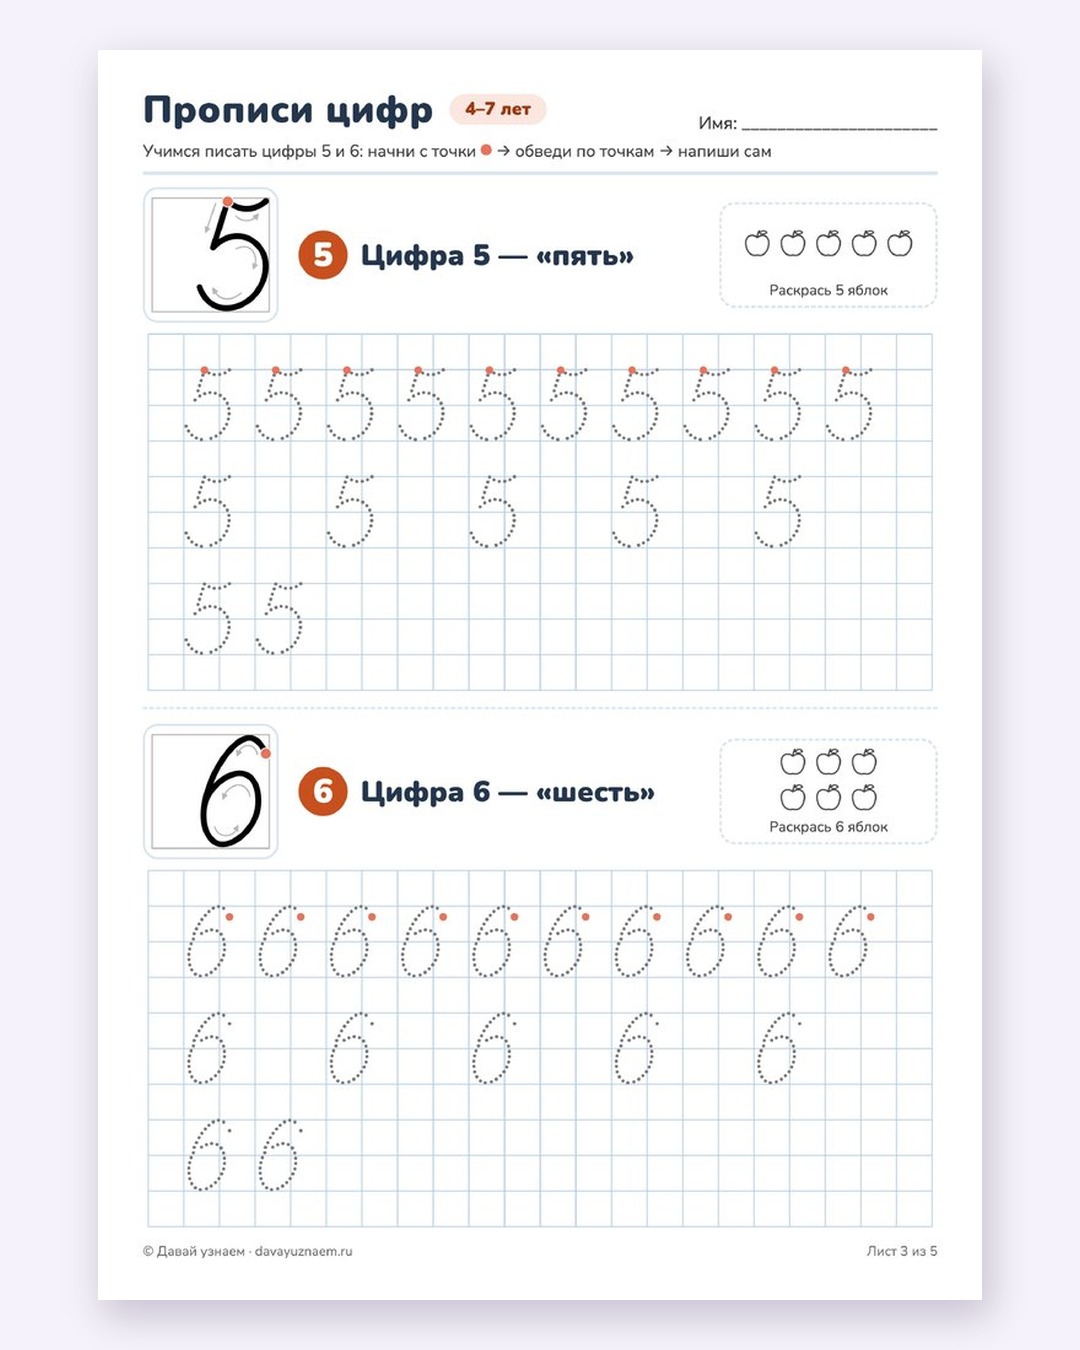 Прописи цифр 4–7 лет
Имя: ______________________
Учимся писать цифры 5 и 6: начни с точки → обведи по точкам → напиши сам
5
5 Цифра 5 — «пять»
Раскрась 5 яблок
5 5 5 5 5 5 5 5 5 5
5 5 5 5 5
5 5
6
6 Цифра 6 — «шесть»
Раскрась 6 яблок
6 6 6 6 6 6 6 6 6 6
6 6 6 6 6
6 6
© Давай узнаем · davayuznaem.ru
Лист 3 из 5